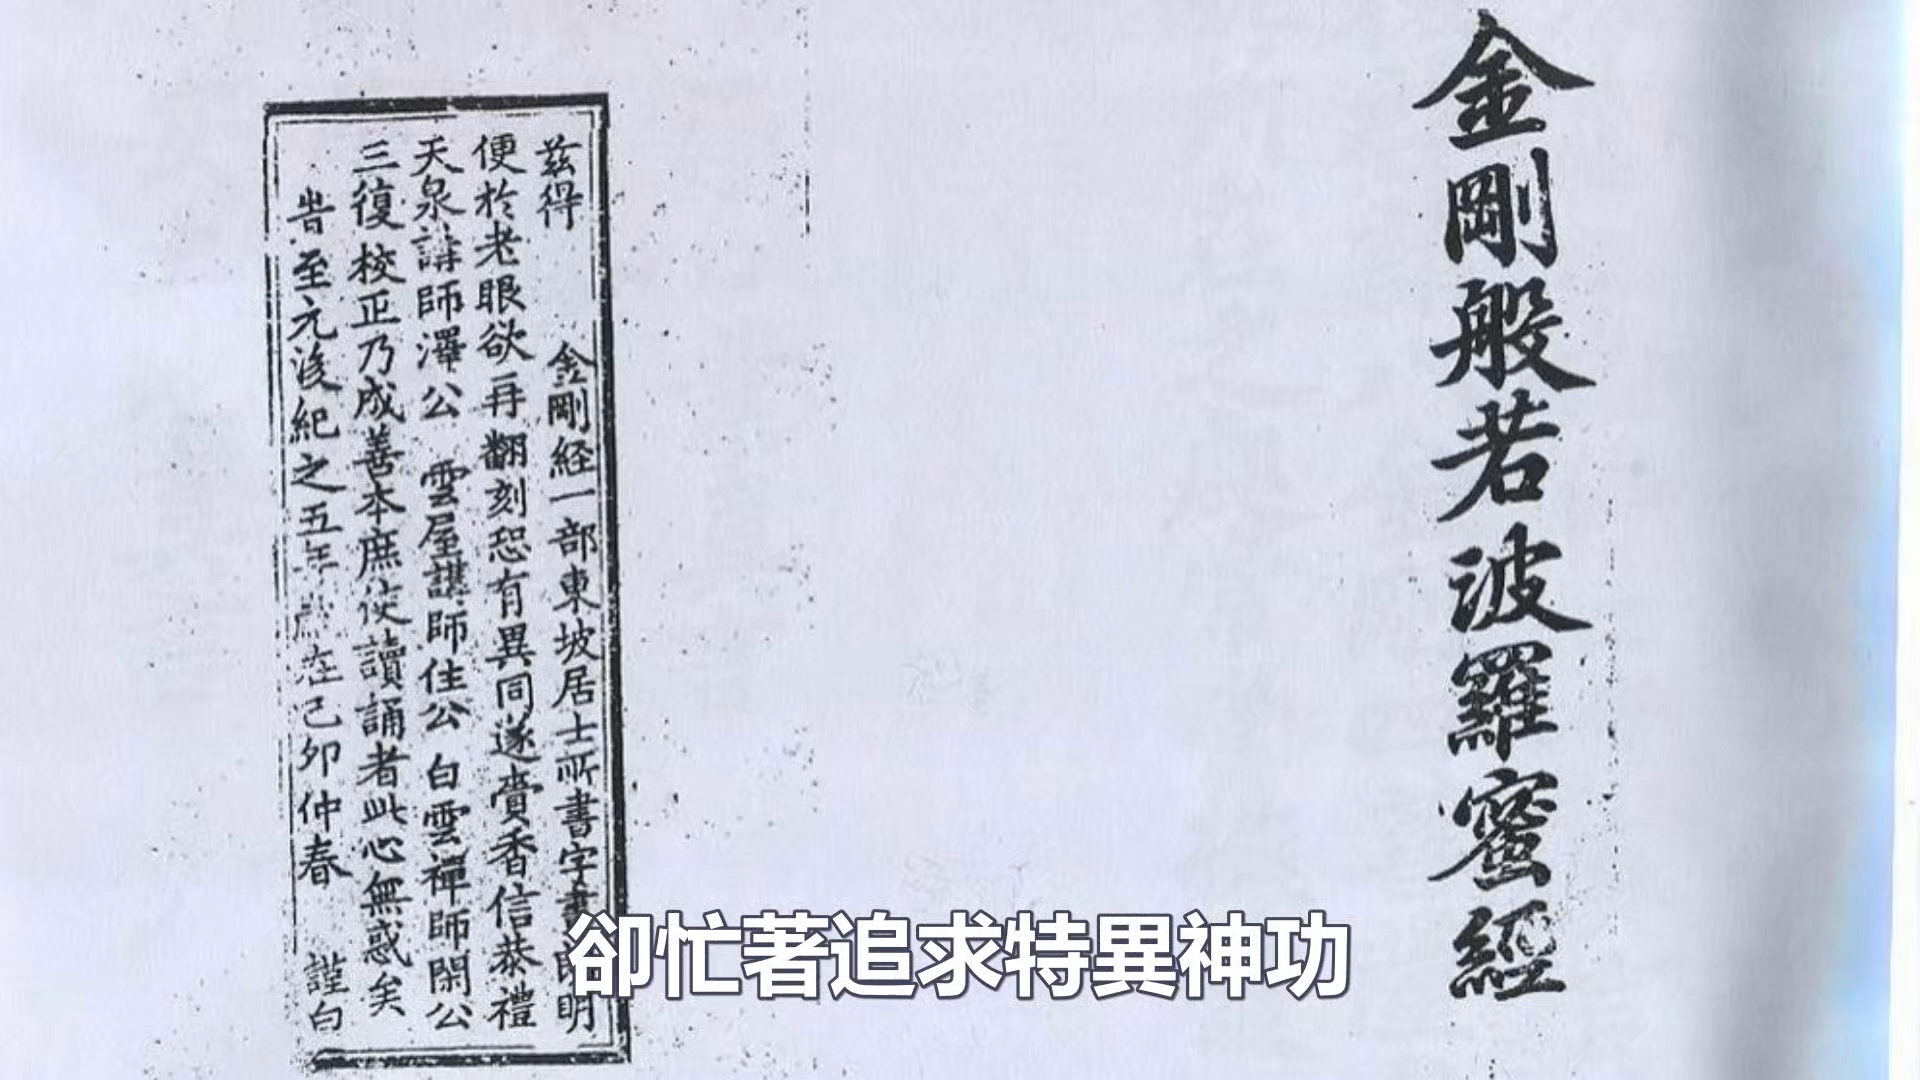 金剛般若波羅蜜經
茲得 金剛經一部東坡居士所書字畫 明
便於老眼欲再翻刻恐有異同遂賫香信恭禮
天泉講師澤公 雲屋講師住公 白雲禪師閑公
三復校正乃成善本庶使讀誦者此心無惑矣
旹至元後紀之五年歲在己卯仲春 謹白
卻忙著追求特異神功